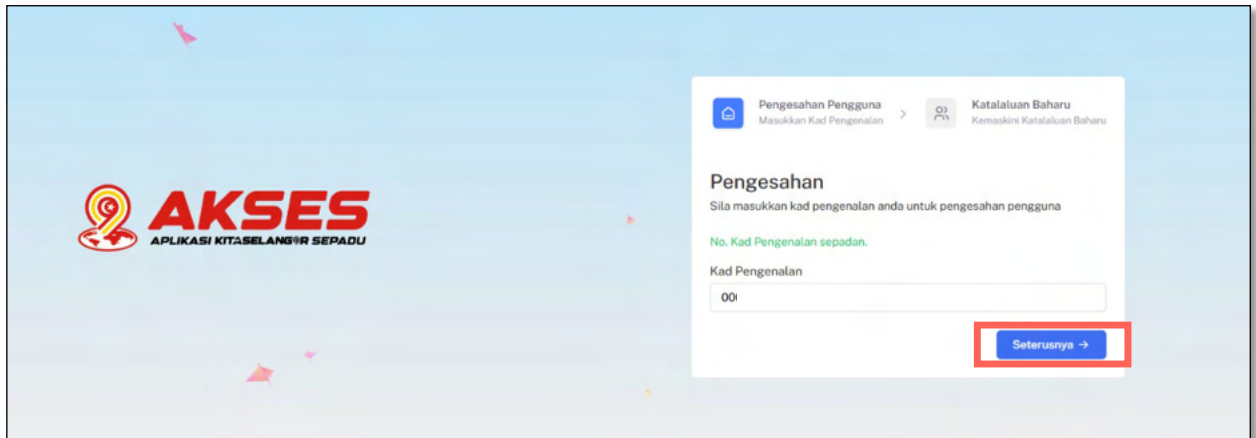 AKSES
APLIKASI KITASELANGOR SEPADU
Pengesahan Pengguna
Masukkan Kad Pengenalan
>
Katalaluan Baharu
Kemaskini Katalaluan Baharu
Pengesahan
Sila masukkan kad pengenalan anda untuk pengesahan pengguna
No. Kad Pengenalan sepadan.
Kad Pengenalan
Seterusnya →